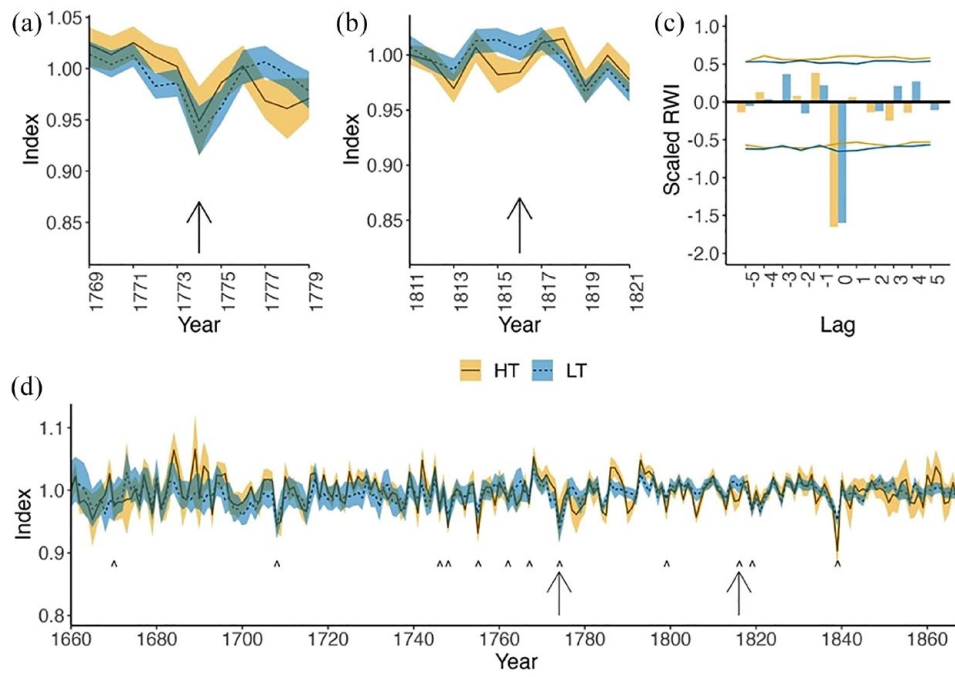 (a)
1.05
1.00
0.95
0.90
0.85
Index
1769
1771
1773
1775
1777
1779
Year
(b)
1.00
0.95
0.90
0.85
Index
1811
1813
1815
1817
1819
1821
Year
(c)
1.0
0.5
0.0
-0.5
-1.0
-1.5
-2.0
Scaled RWI
-5
-4
-3
-2
-1
0
1
2
3
4
5
Lag
HT LT
(d)
1.1
1.0
0.9
0.8
Index
^ ^ ^ ^ ^ ^ ^ ^ ^ ^ ^ ^
1660 1680 1700 1720 1740 1760 1780 1800 1820 1840 1860
Year